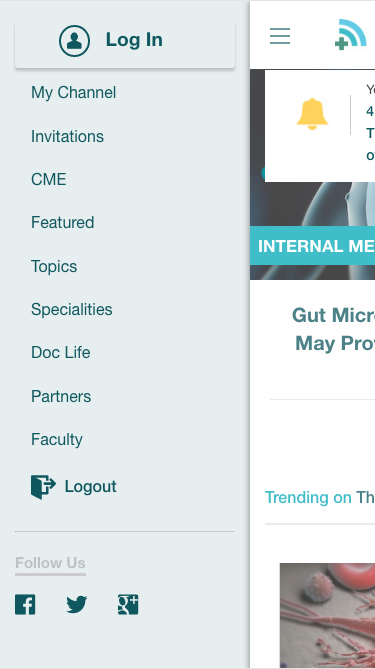 Log In
My Channel
Invitations
CME
Featured
Topics
Specialities
Doc Life
Partners
Faculty
Logout
Follow Us
4
INTERNAL ME
Gut Micr
May Pro
Trending on Th